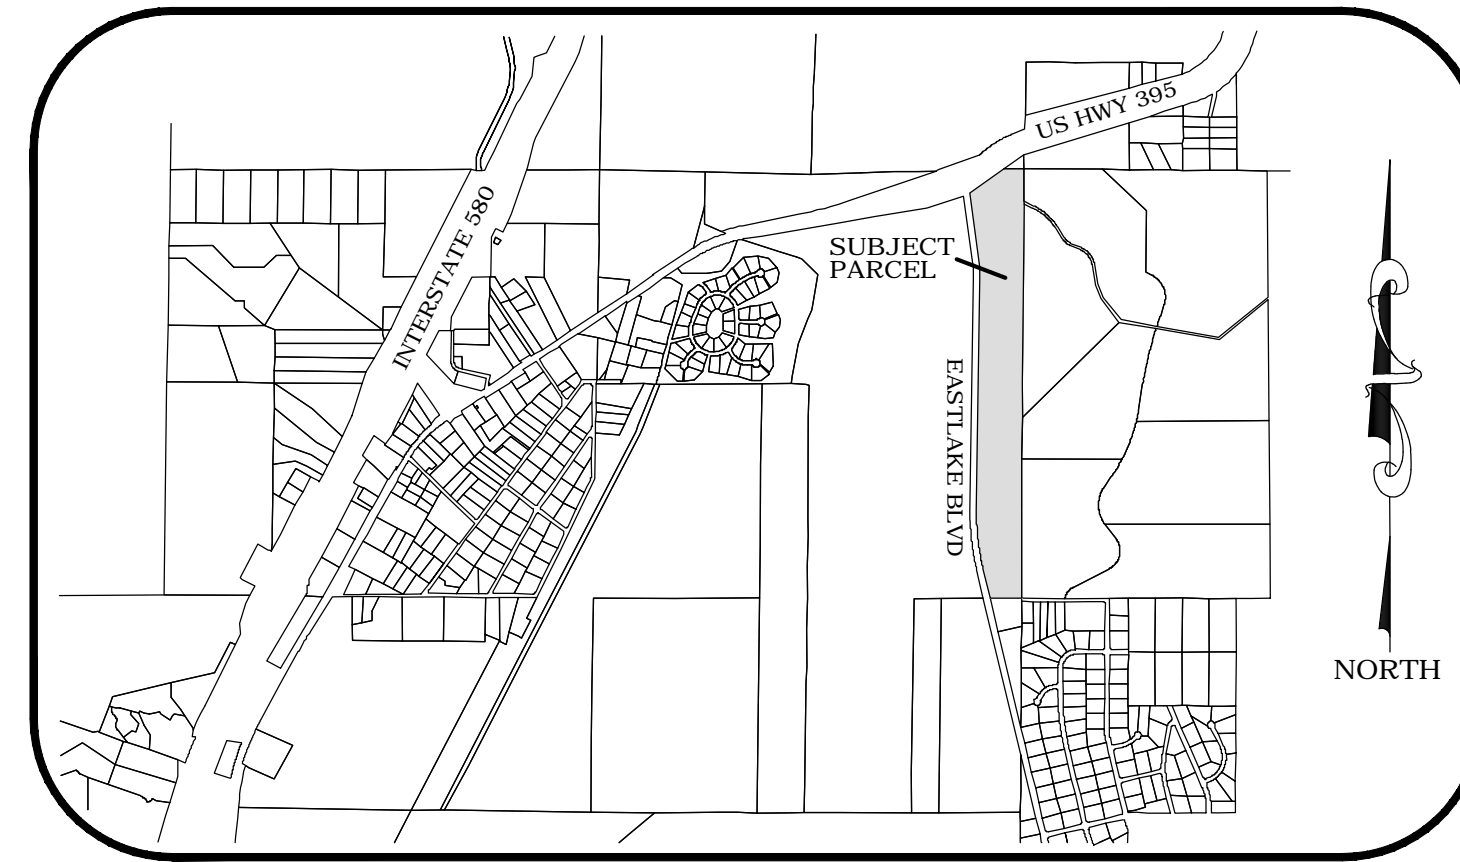 US HWY 395
INTERSTATE 580
SUBJECT
PARCEL
EASTLAKE BLVD
NORTH